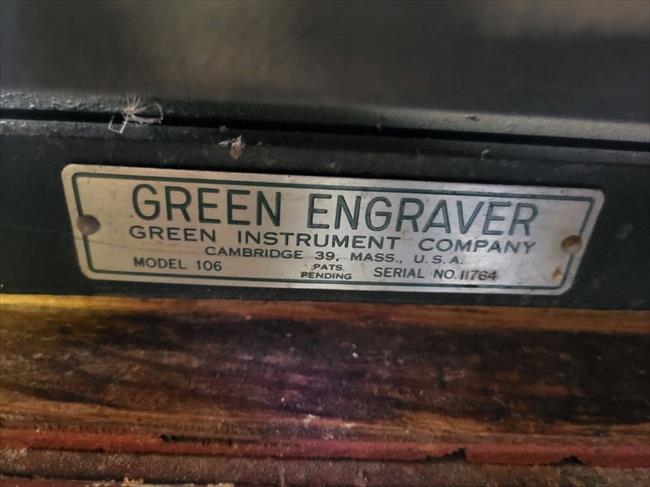 GREEN ENGRAVER
GREEN INSTRUMENT COMPANY
CAMBRIDGE 39, MASS., U.S.A.
MODEL 106 PATS. PENDING SERIAL NO. 11764